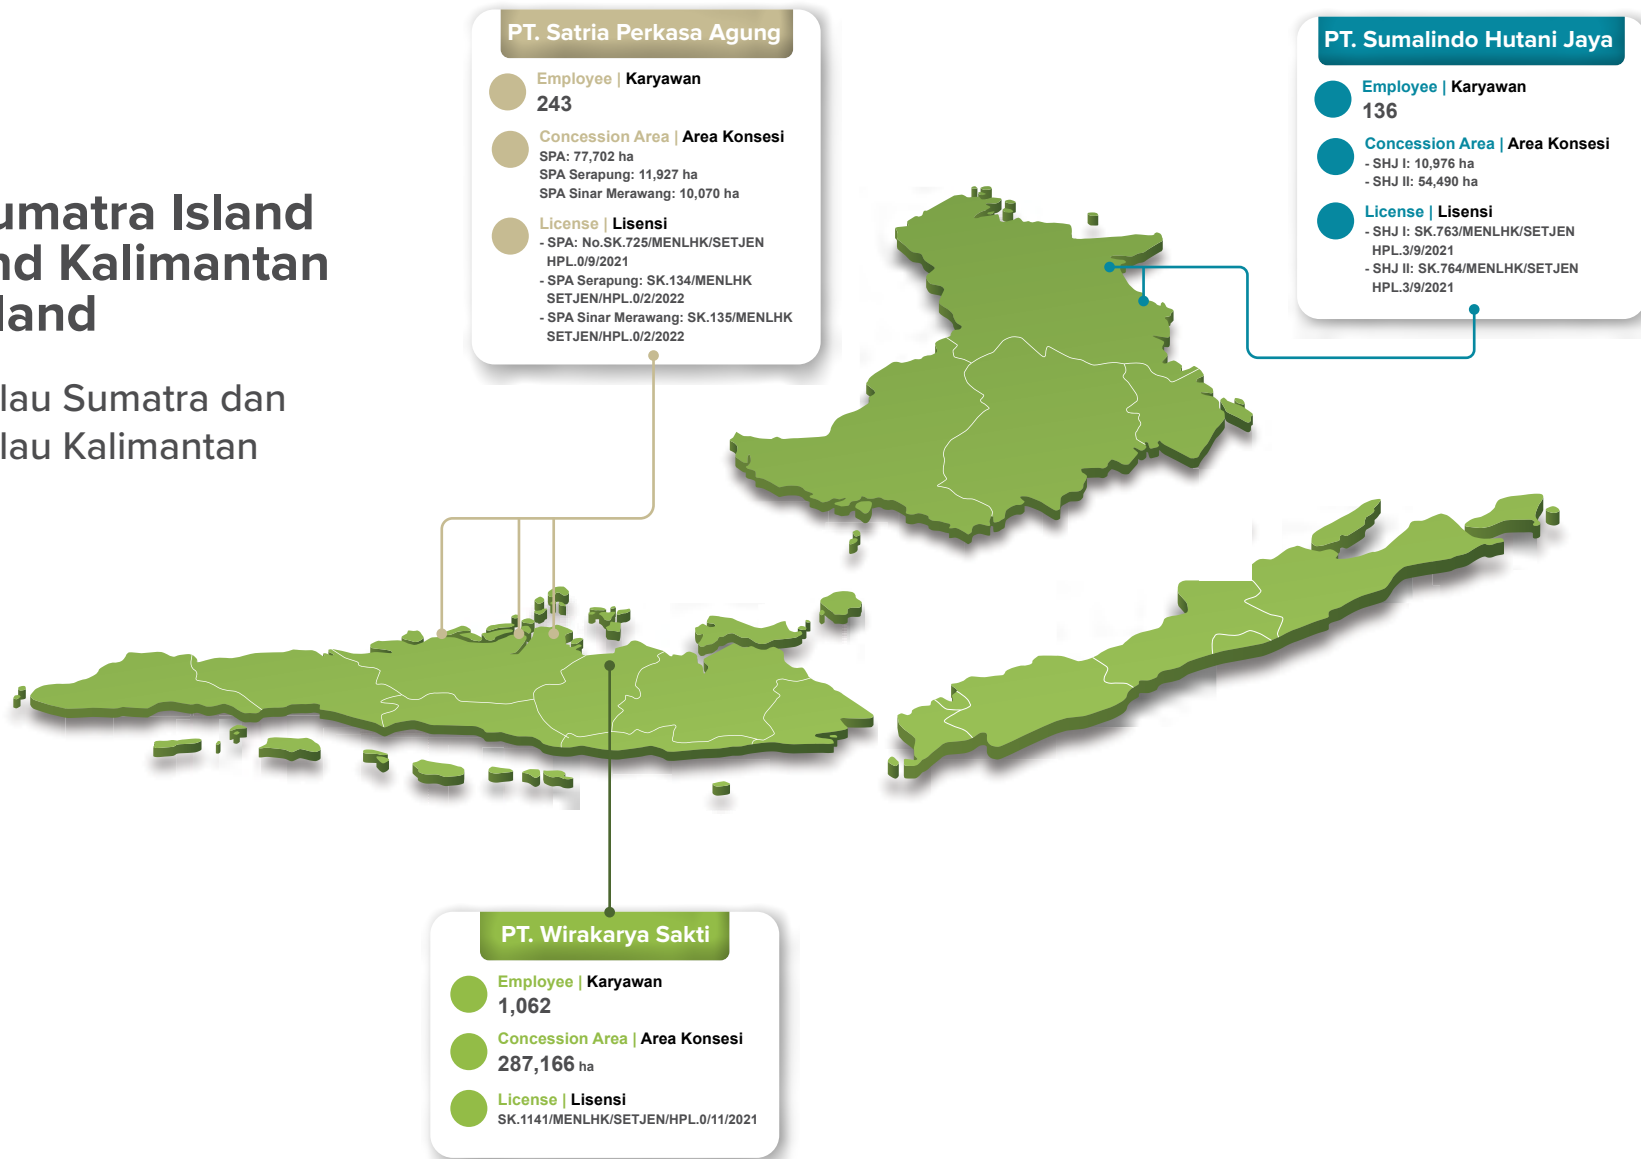 umatra Island
nd Kalimantan
land
lau Sumatra dan
lau Kalimantan
PT. Satria Perkasa Agung
Employee | Karyawan
243
Concession Area | Area Konsesi
SPA: 77,702 ha
SPA Serapung: 11,927 ha
SPA Sinar Merawang: 10,070 ha
License | Lisensi
- SPA: No.SK.725/MENLHK/SETJEN
HPL.0/9/2021
- SPA Serapung: SK.134/MENLHK
SETJEN/HPL.0/2/2022
- SPA Sinar Merawang: SK.135/MENLHK
SETJEN/HPL.0/2/2022
PT. Sumalindo Hutani Jaya
Employee | Karyawan
136
Concession Area | Area Konsesi
- SHJ I: 10,976 ha
- SHJ II: 54,490 ha
License | Lisensi
- SHJ I: SK.763/MENLHK/SETJEN
HPL.3/9/2021
- SHJ II: SK.764/MENLHK/SETJEN
HPL.3/9/2021
PT. Wirakarya Sakti
Employee | Karyawan
1,062
Concession Area | Area Konsesi
287,166 ha
License | Lisensi
SK.1141/MENLHK/SETJEN/HPL.0/11/2021